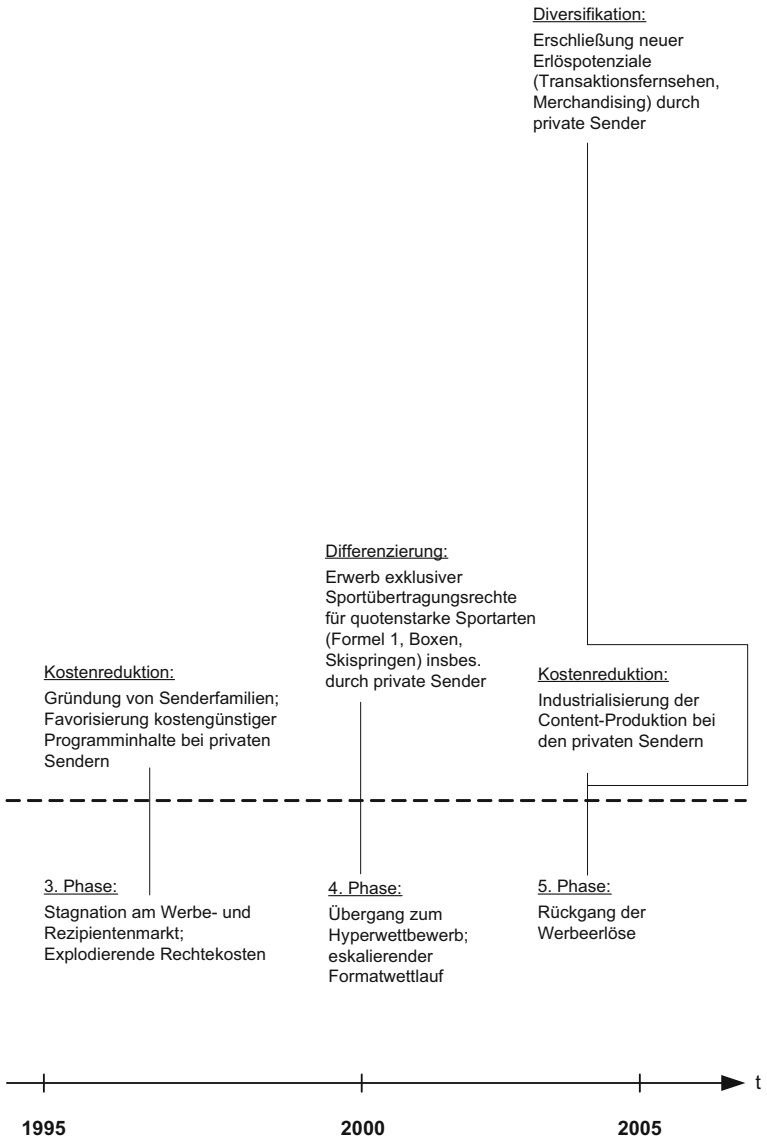 Diversifikation:
Erschließung neuer
Erlöspotenziale
(Transaktionsfernsehen,
Merchandising) durch
private Sender
Differenzierung:
Erwerb exklusiver
Sportübertragungsrechte
für quotenstarke Sportarten
(Formel 1, Boxen,
Skispringen) insbes.
durch private Sender
Kostenreduktion:
Gründung von Senderfamilien;
Favorisierung kostengünstiger
Programminhalte bei privaten
Sendern
Kostenreduktion:
Industrialisierung der
Content-Produktion bei
den privaten Sendern
3. Phase:
Stagnation am Werbe- und
Rezipientenmarkt;
Explodierende Rechtekosten
4. Phase:
Übergang zum
Hyperwettbewerb;
eskalierender
Formatwettlauf
5. Phase:
Rückgang der
Werbeerlöse
t
1995
2000
2005